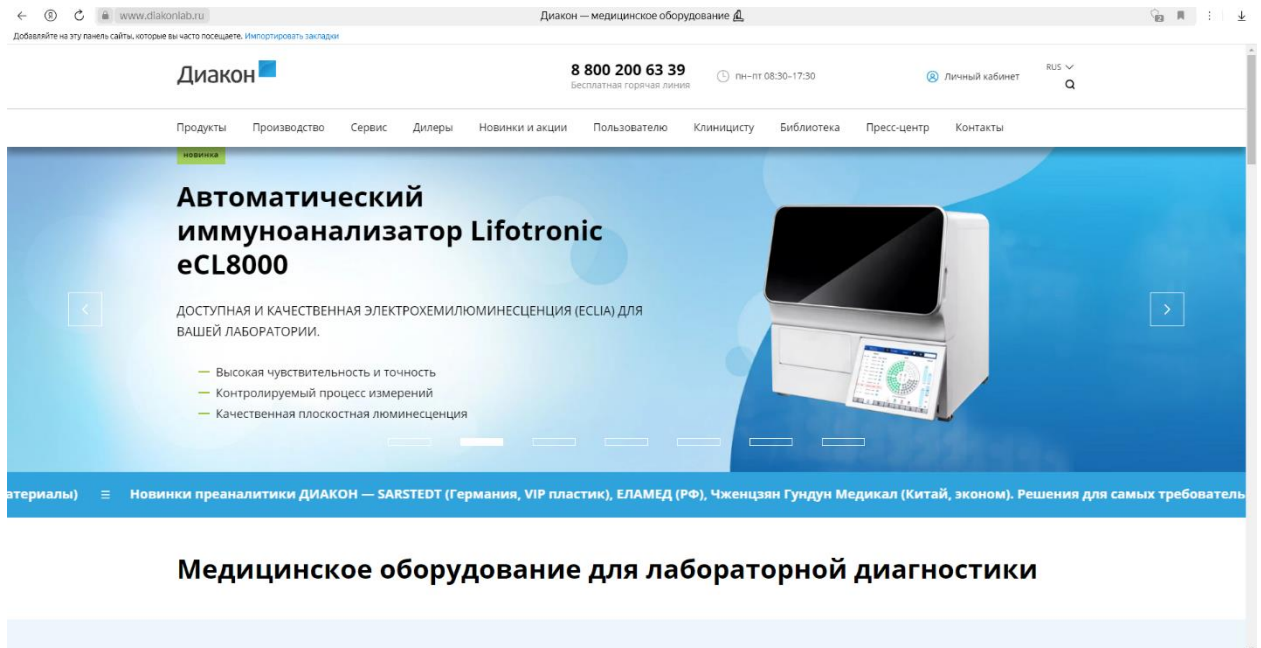 www.diakonlab.ru
Диакон — медицинское оборудование
Добавляйте на эту панель сайты, которые вы часто посещаете. Импортировать закладки
Диакон
8 800 200 63 39
Бесплатная горячая линия
пн–пт 08:30–17:30
Личный кабинет
RUS
Продукты Производство Сервис Дилеры Новинки и акции Пользователю Клиницисту Библиотека Пресс-центр Контакты
новинка
Автоматический
иммуноанализатор Lifotronic
eCL8000
ДОСТУПНАЯ И КАЧЕСТВЕННАЯ ЭЛЕКТРОХЕМИЛЮМИНЕСЦЕНЦИЯ (ECLIA) ДЛЯ
ВАШЕЙ ЛАБОРАТОРИИ.
— Высокая чувствительность и точность
— Контролируемый процесс измерений
— Качественная плоскостная люминесценция
атериалы) ☰ Новинки преаналитики ДИАКОН — SARSTEDT (Германия, VIP пластик), ЕЛАМЕД (РФ), Чженцзян Гундун Медикал (Китай, эконом). Решения для самых требователь
Медицинское оборудование для лабораторной диагностики